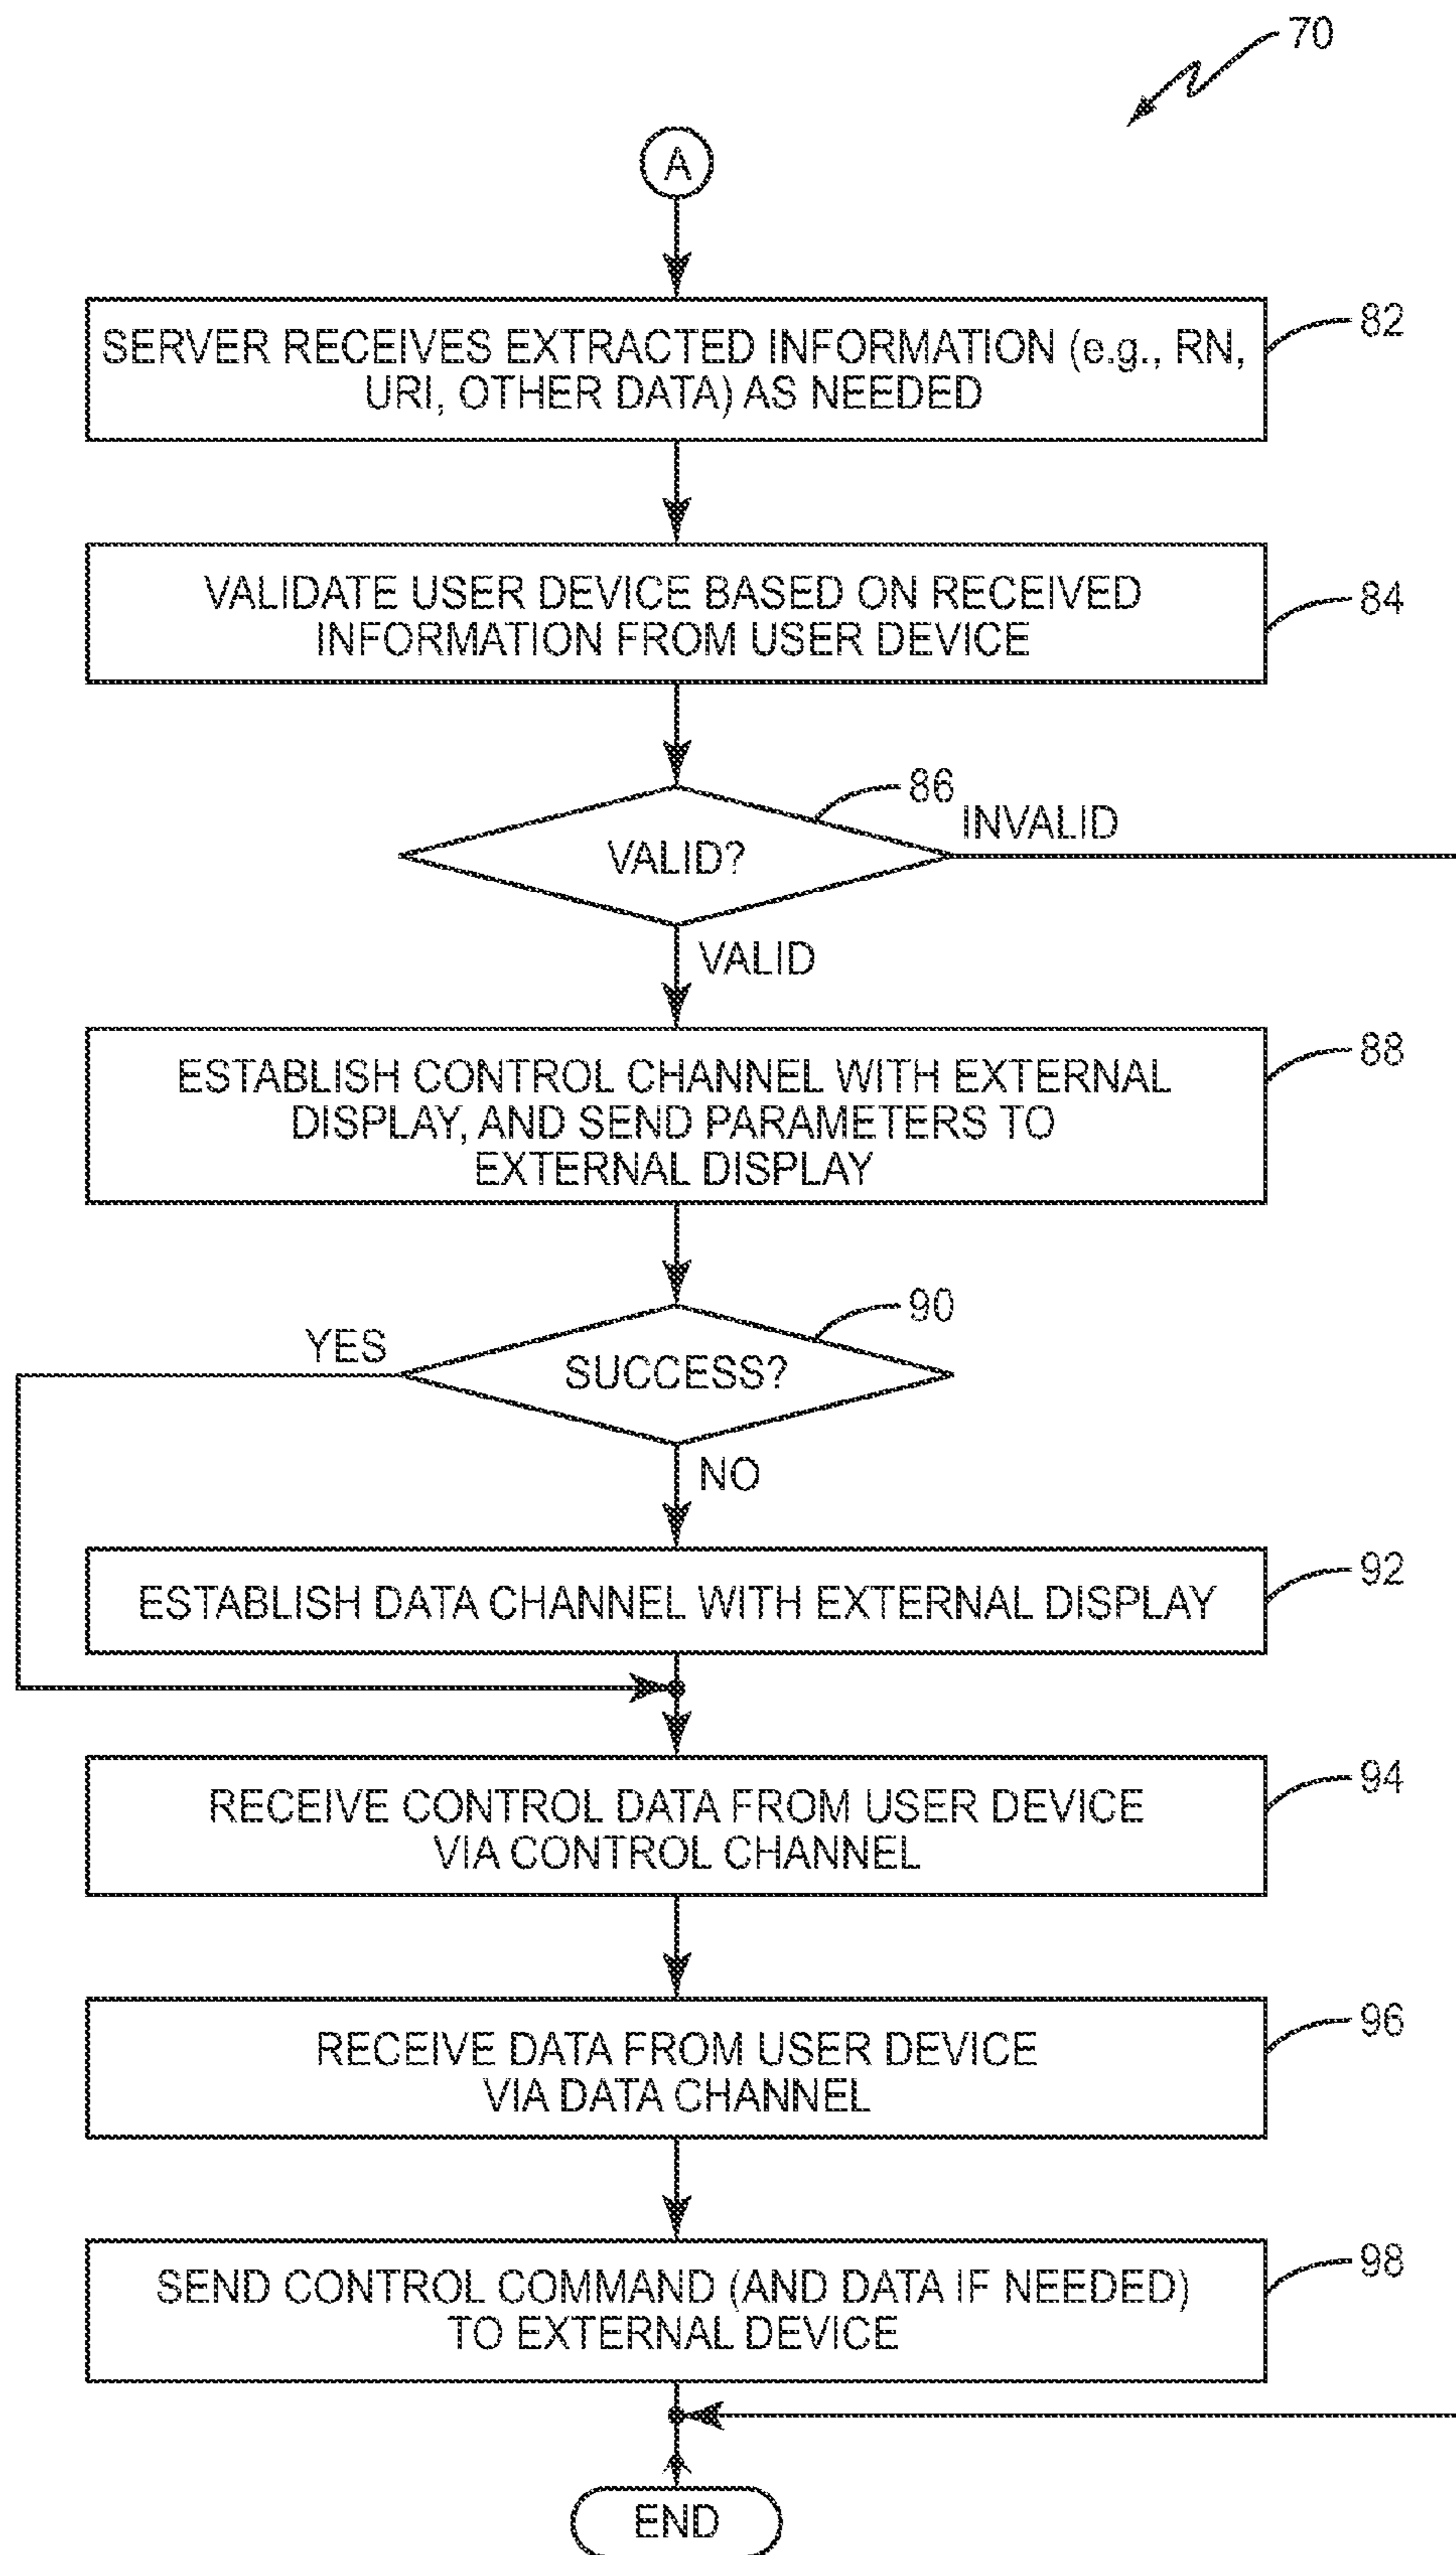 70
A
SERVER RECEIVES EXTRACTED INFORMATION (e.g., RN,
URI, OTHER DATA) AS NEEDED
82
VALIDATE USER DEVICE BASED ON RECEIVED
INFORMATION FROM USER DEVICE
84
86
INVALID
VALID?
VALID
ESTABLISH CONTROL CHANNEL WITH EXTERNAL
DISPLAY, AND SEND PARAMETERS TO
EXTERNAL DISPLAY
88
90
YES
SUCCESS?
NO
ESTABLISH DATA CHANNEL WITH EXTERNAL DISPLAY
92
RECEIVE CONTROL DATA FROM USER DEVICE
VIA CONTROL CHANNEL
94
RECEIVE DATA FROM USER DEVICE
VIA DATA CHANNEL
96
SEND CONTROL COMMAND (AND DATA IF NEEDED)
TO EXTERNAL DEVICE
98
END